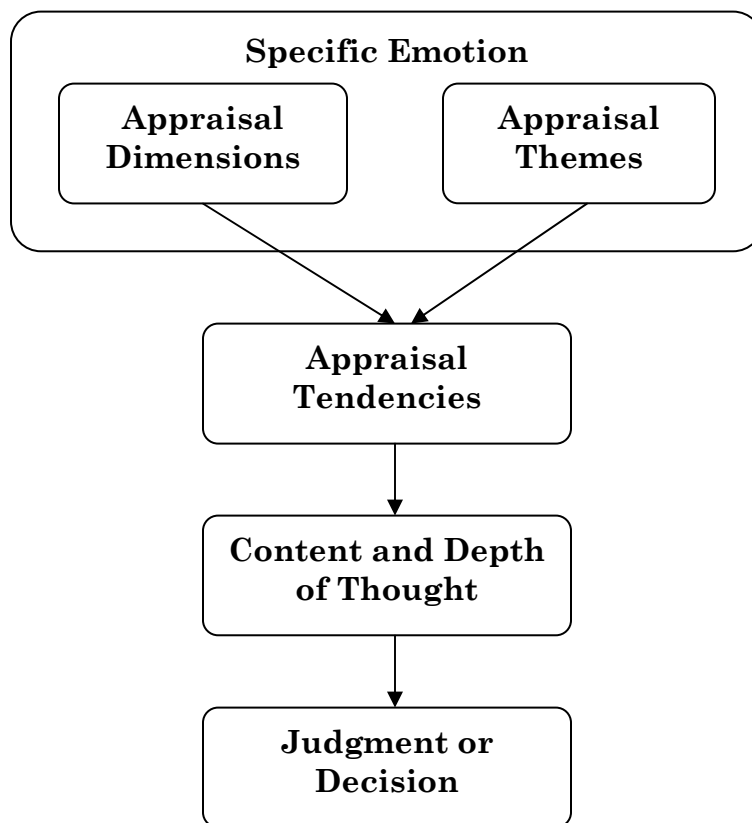 Specific Emotion
Appraisal
Dimensions
Appraisal
Themes
Appraisal
Tendencies
Content and Depth
of Thought
Judgment or
Decision